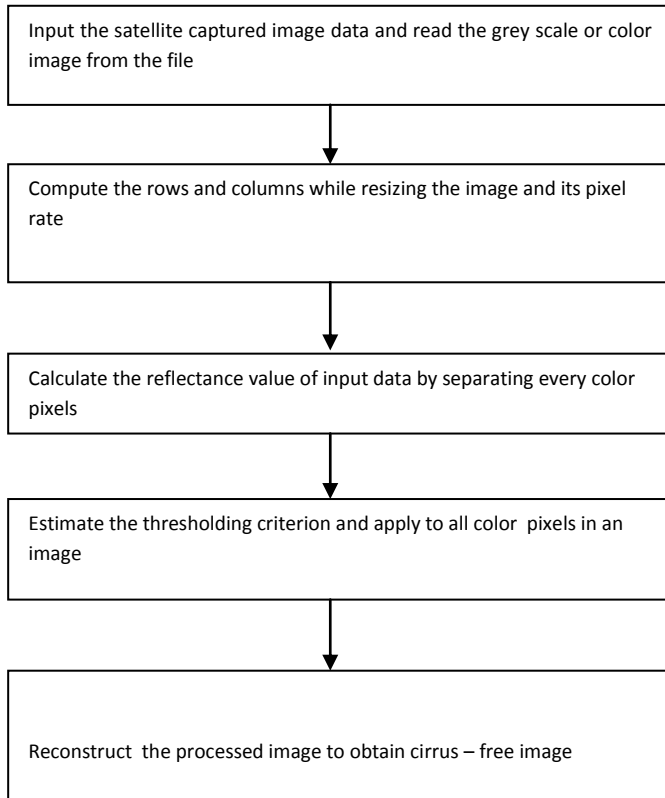 Input the satellite captured image data and read the grey scale or color
image from the file
Compute the rows and columns while resizing the image and its pixel
rate
Calculate the reflectance value of input data by separating every color
pixels
Estimate the thresholding criterion and apply to all color pixels in an
image
Reconstruct the processed image to obtain cirrus – free image